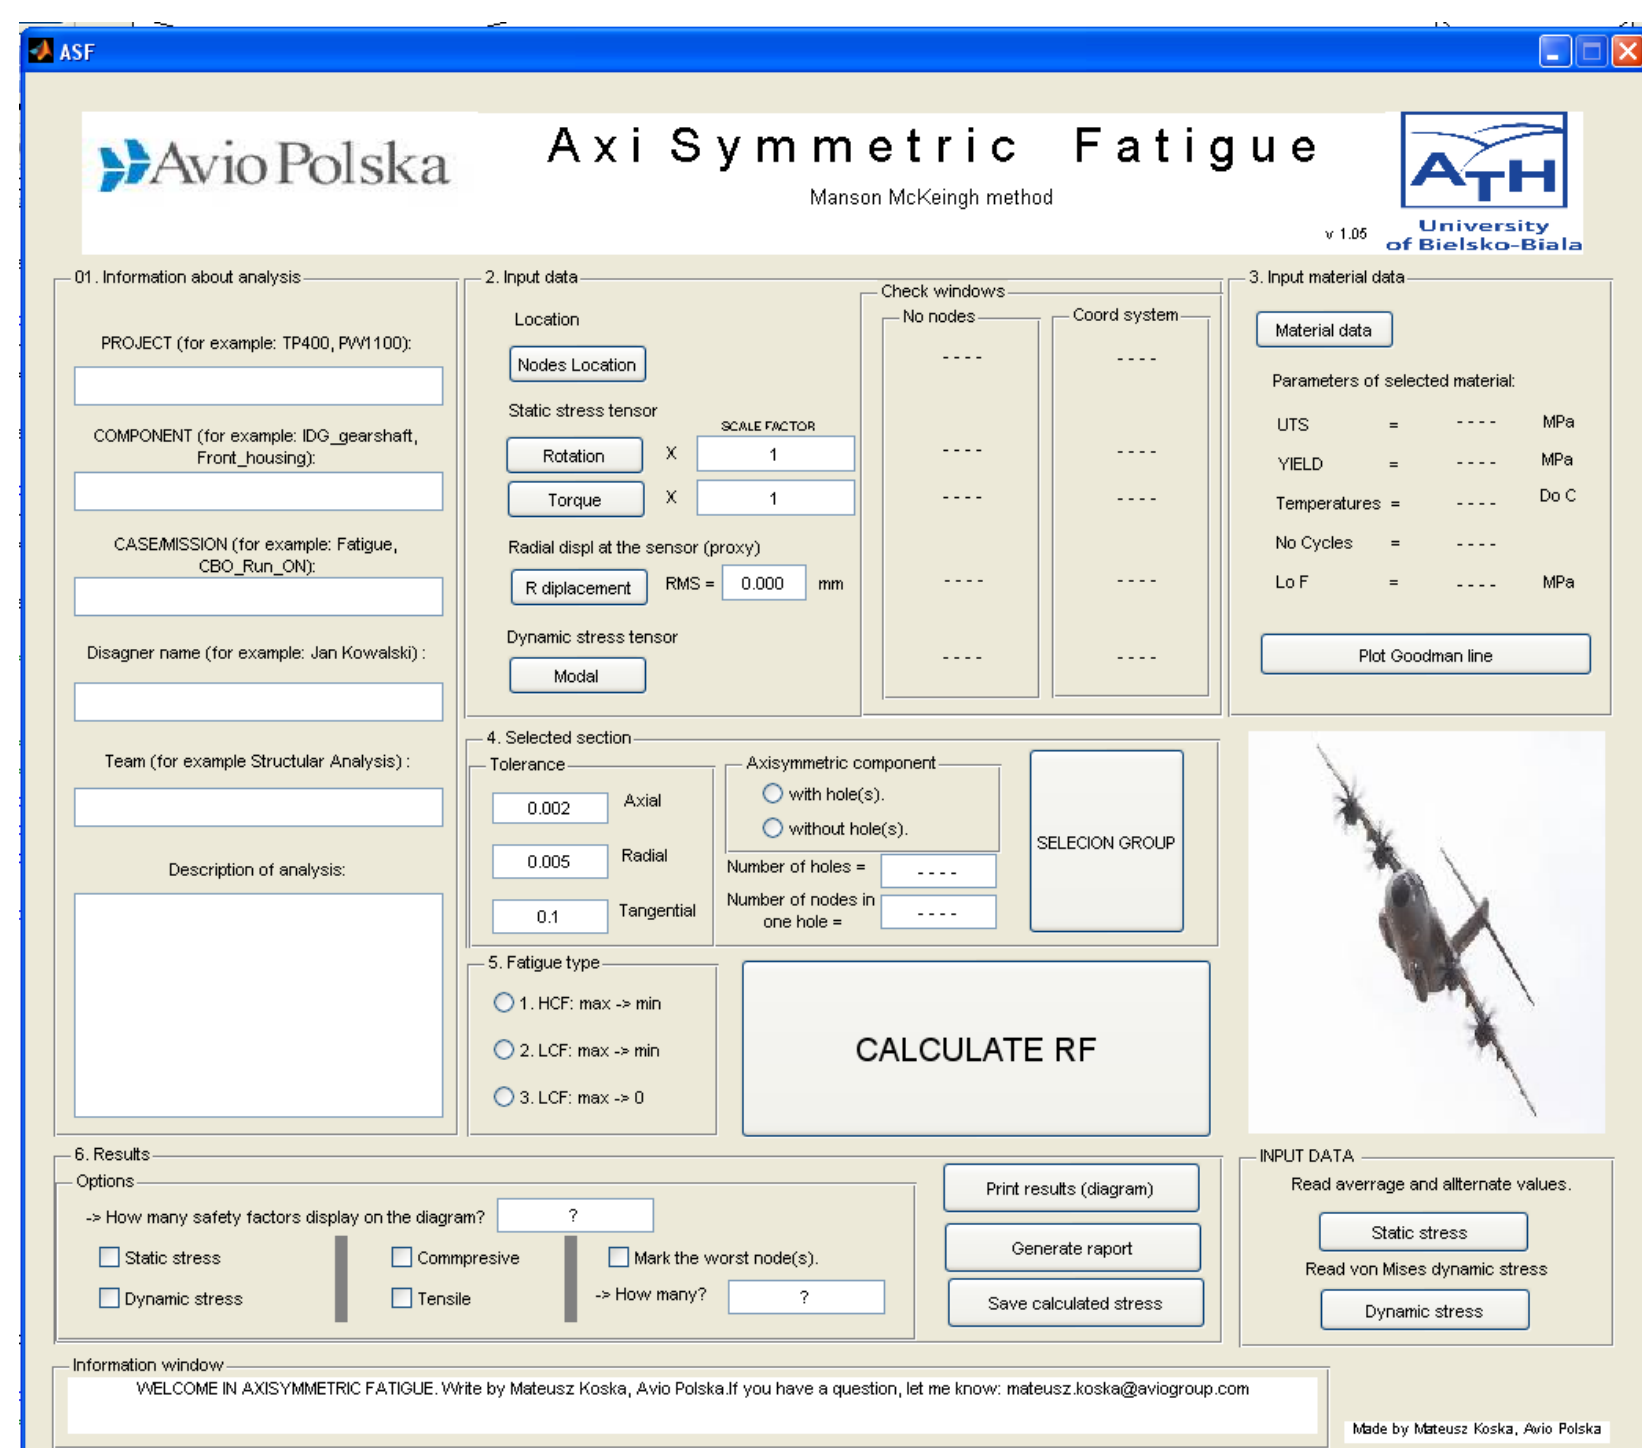 ASF
Avio Polska
Axi Symmetric Fatigue
Manson McKeingh method
v 1.05
ATH
University
of Bielsko-Biala
01. Information about analysis
PROJECT (for example: TP400, PW1100):
COMPONENT (for example: IDG_gearshaft,
Front_housing):
CASE/MISSION (for example: Fatigue,
CBO_Run_ON):
Disagner name (for example: Jan Kowalski) :
Team (for example Structular Analysis) :
Description of analysis:
2. Input data
Location
Nodes Location
Static stress tensor
SCALE FACTOR
Rotation X 1
Torque X 1
Radial displ at the sensor (proxy)
R diplacement RMS = 0.000 mm
Dynamic stress tensor
Modal
Check windows
No nodes Coord system
- - - - - - - -
- - - - - - - -
- - - - - - - -
- - - - - - - -
- - - - - - - -
3. Input material data
Material data
Parameters of selected material:
UTS = - - - - MPa
YIELD = - - - - MPa
Temperatures = - - - - Do C
No Cycles = - - - -
Lo F = - - - - MPa
Plot Goodman line
4. Selected section
Tolerance
0.002 Axial
0.005 Radial
0.1 Tangential
Axisymmetric component
with hole(s).
without hole(s).
Number of holes = - - - -
Number of nodes in
one hole = - - - -
SELECION GROUP
5. Fatigue type
1. HCF: max -> min
2. LCF: max -> min
3. LCF: max -> 0
CALCULATE RF
6. Results
Options
-> How many safety factors display on the diagram? ?
Static stress Commpresive Mark the worst node(s).
Dynamic stress Tensile -> How many? ?
Print results (diagram)
Generate raport
Save calculated stress
INPUT DATA
Read averrage and allternate values.
Static stress
Read von Mises dynamic stress
Dynamic stress
Information window
WELCOME IN AXISYMMETRIC FATIGUE. Write by Mateusz Koska, Avio Polska.If you have a question, let me know: mateusz.koska@aviogroup.com
Made by Mateusz Koska, Avio Polska